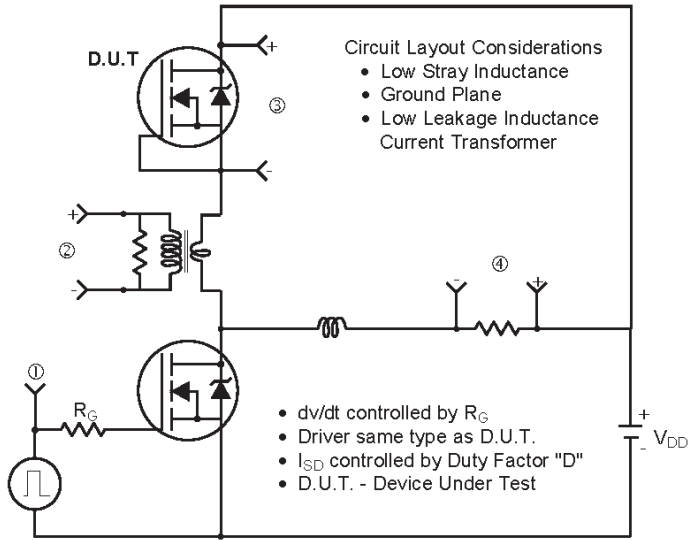 D.U.T
+
③
-
Circuit Layout Considerations
• Low Stray Inductance
• Ground Plane
• Low Leakage Inductance
Current Transformer
+
②
-
④
-
+
①
RG
• dv/dt controlled by RG
• Driver same type as D.U.T.
• ISD controlled by Duty Factor "D"
• D.U.T. - Device Under Test
+
VDD
-